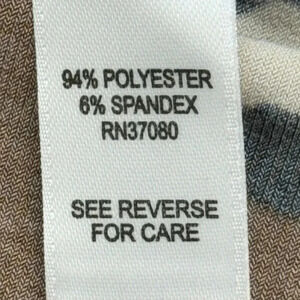 94% POLYESTER
6% SPANDEX
RN37080
SEE REVERSE
FOR CARE